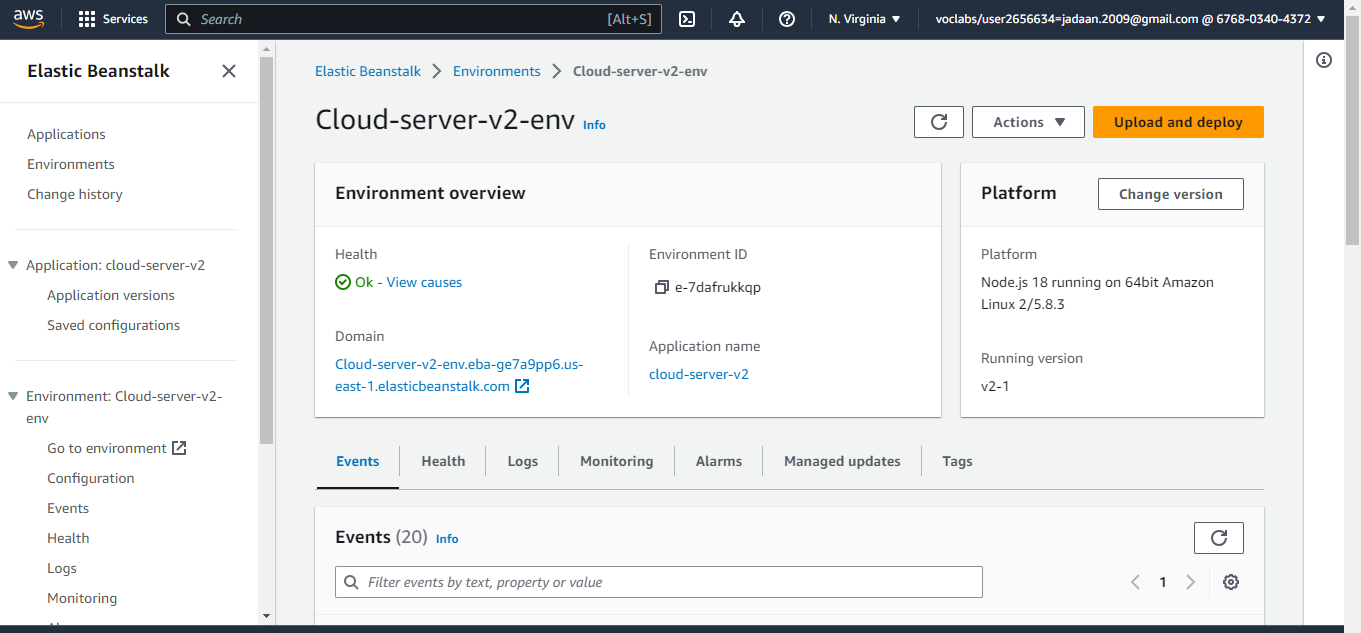 aws
Services
Search
[Alt+S]
N. Virginia
voclabs/user2656634=jadaan.2009@gmail.com @ 6768-0340-4372
Elastic Beanstalk
Applications
Environments
Change history
Application: cloud-server-v2
Application versions
Saved configurations
Environment: Cloud-server-v2-
env
Go to environment
Configuration
Events
Health
Logs
Monitoring
Elastic Beanstalk
Environments
Cloud-server-v2-env
Cloud-server-v2-env Info
Actions
Upload and deploy
Environment overview
Health
Ok - View causes
Domain
Cloud-server-v2-env.eba-ge7a9pp6.us-
east-1.elasticbeanstalk.com
Environment ID
e-7dafrukkqp
Application name
cloud-server-v2
Platform
Change version
Platform
Node.js 18 running on 64bit Amazon
Linux 2/5.8.3
Running version
v2-1
Events
Health
Logs
Monitoring
Alarms
Managed updates
Tags
Events (20) Info
Filter events by text, property or value
1